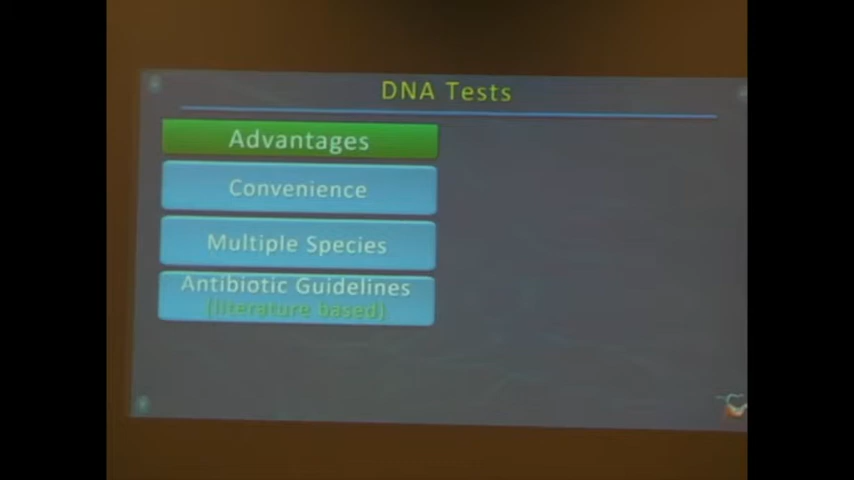 DNA Tests
Advantages
Convenience
Multiple Species
Antibiotic Guidelines
(literature based)